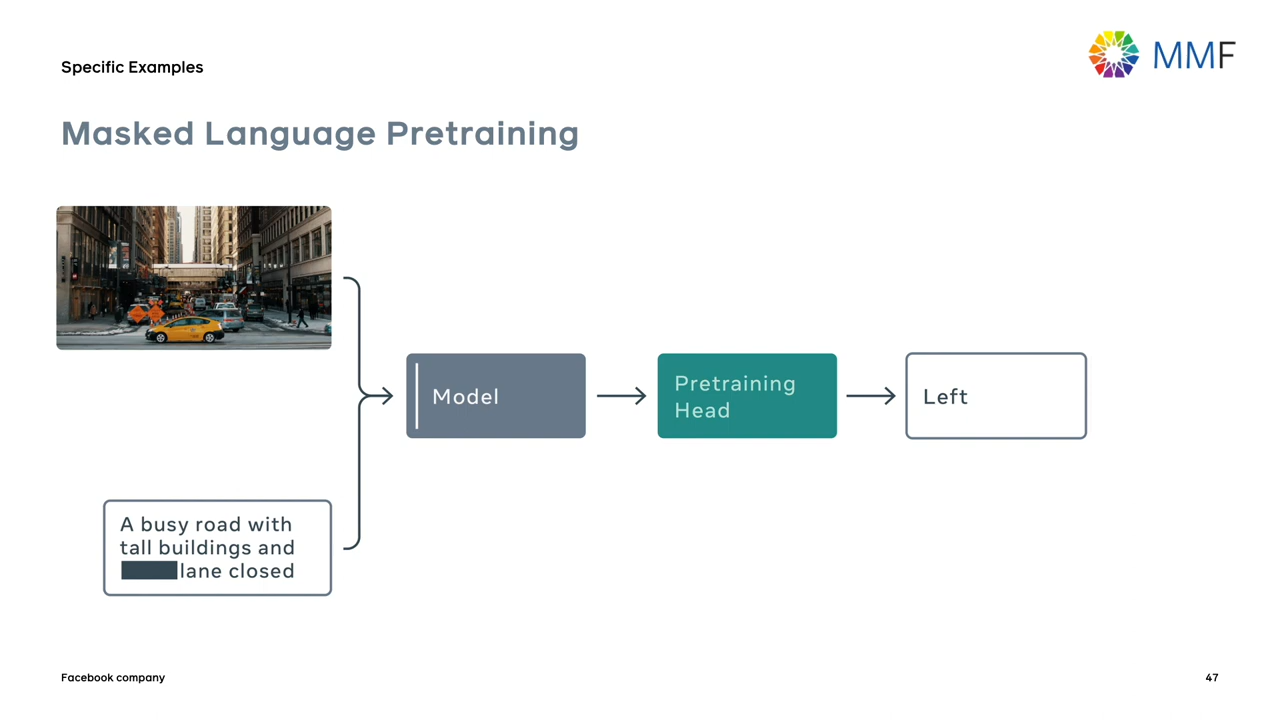 Specific Examples
MMF
Masked Language Pretraining
Model
Pretraining
Head
Left
A busy road with
tall buildings and
lane closed
Facebook company
47